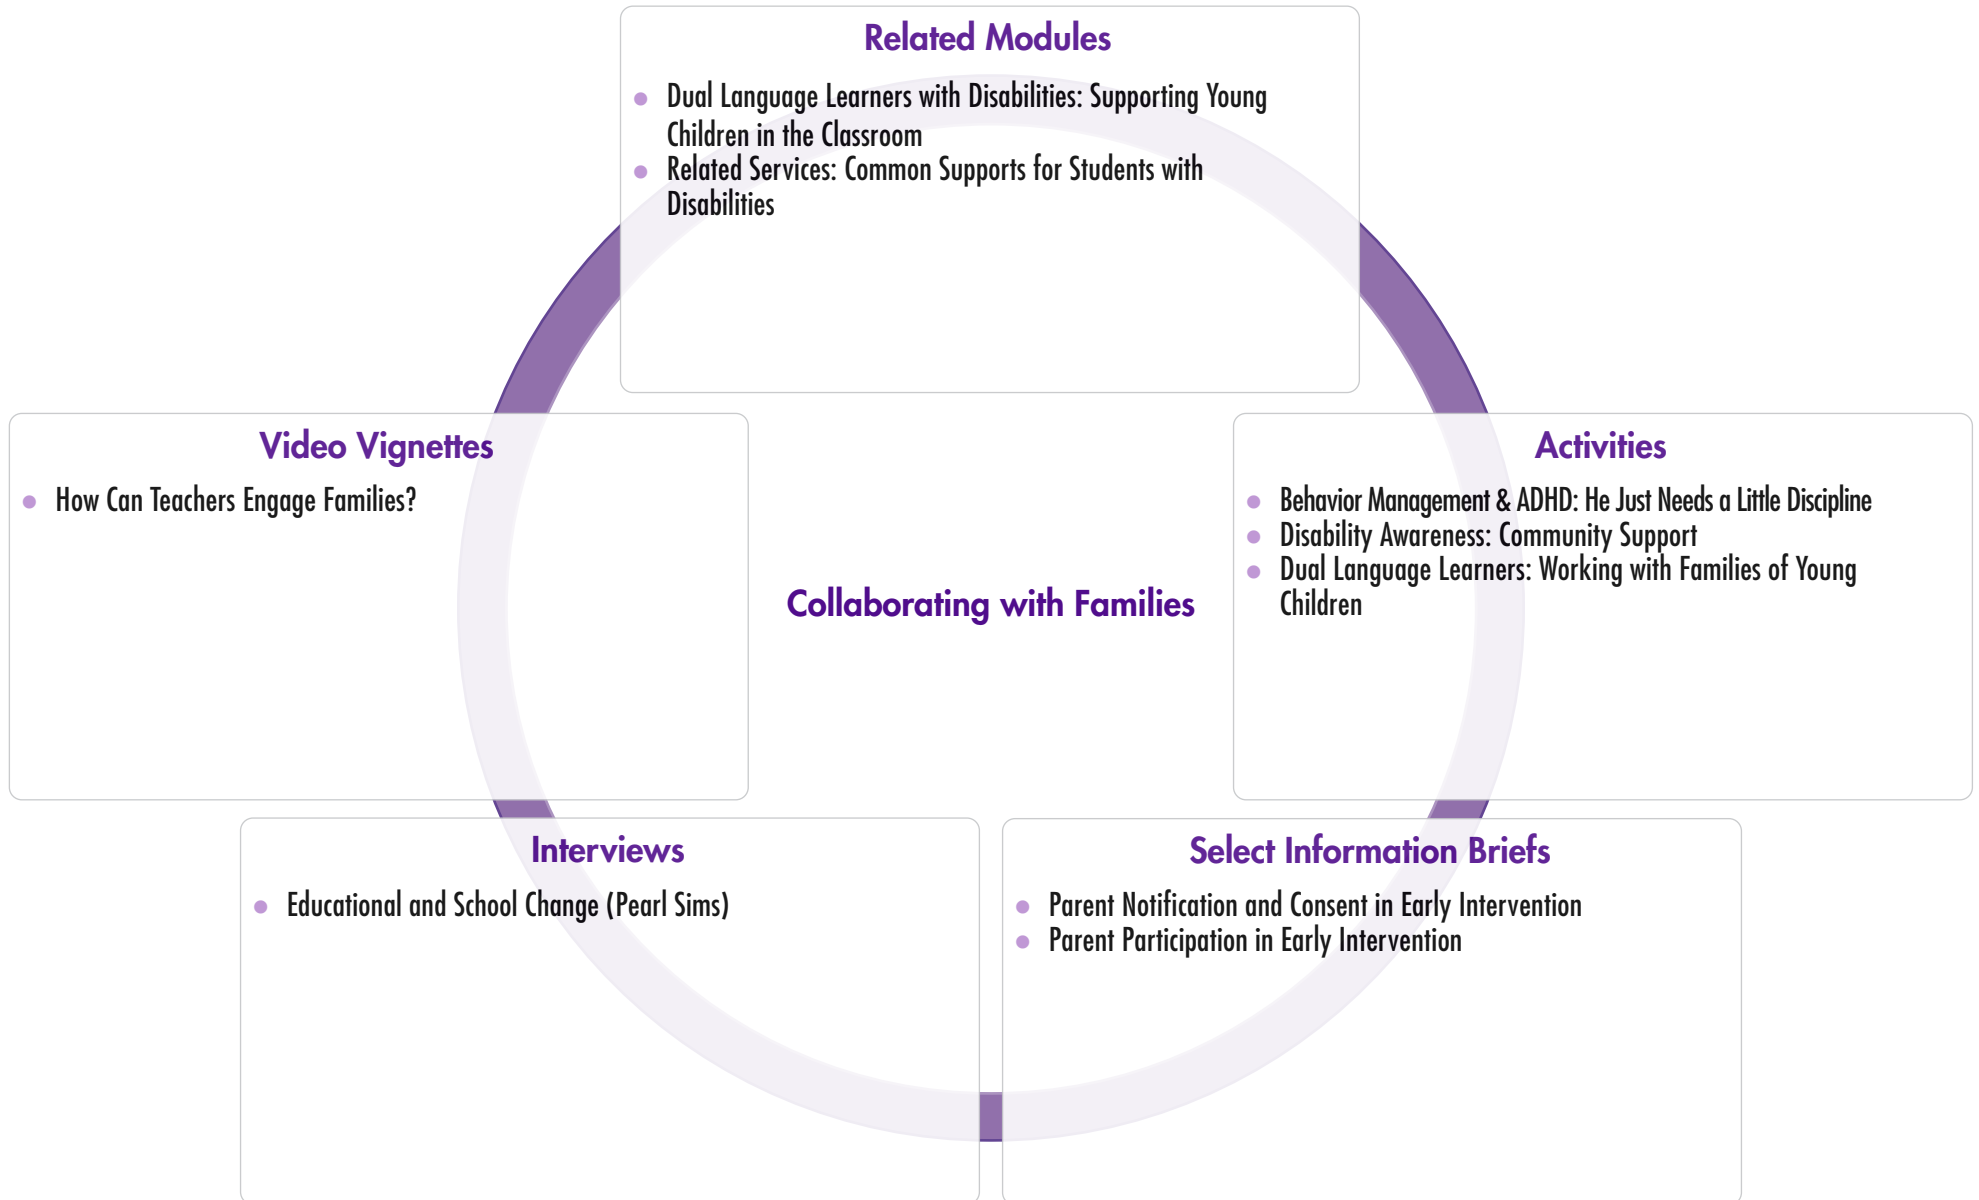 Related Modules
Dual Language Learners with Disabilities: Supporting Young
Children in the Classroom
Related Services: Common Supports for Students with
Disabilities
Video Vignettes
How Can Teachers Engage Families?
Activities
Behavior Management & ADHD: He Just Needs a Little Discipline
Disability Awareness: Community Support
Dual Language Learners: Working with Families of Young
Children
Collaborating with Families
Interviews
Educational and School Change (Pearl Sims)
Select Information Briefs
Parent Notification and Consent in Early Intervention
Parent Participation in Early Intervention